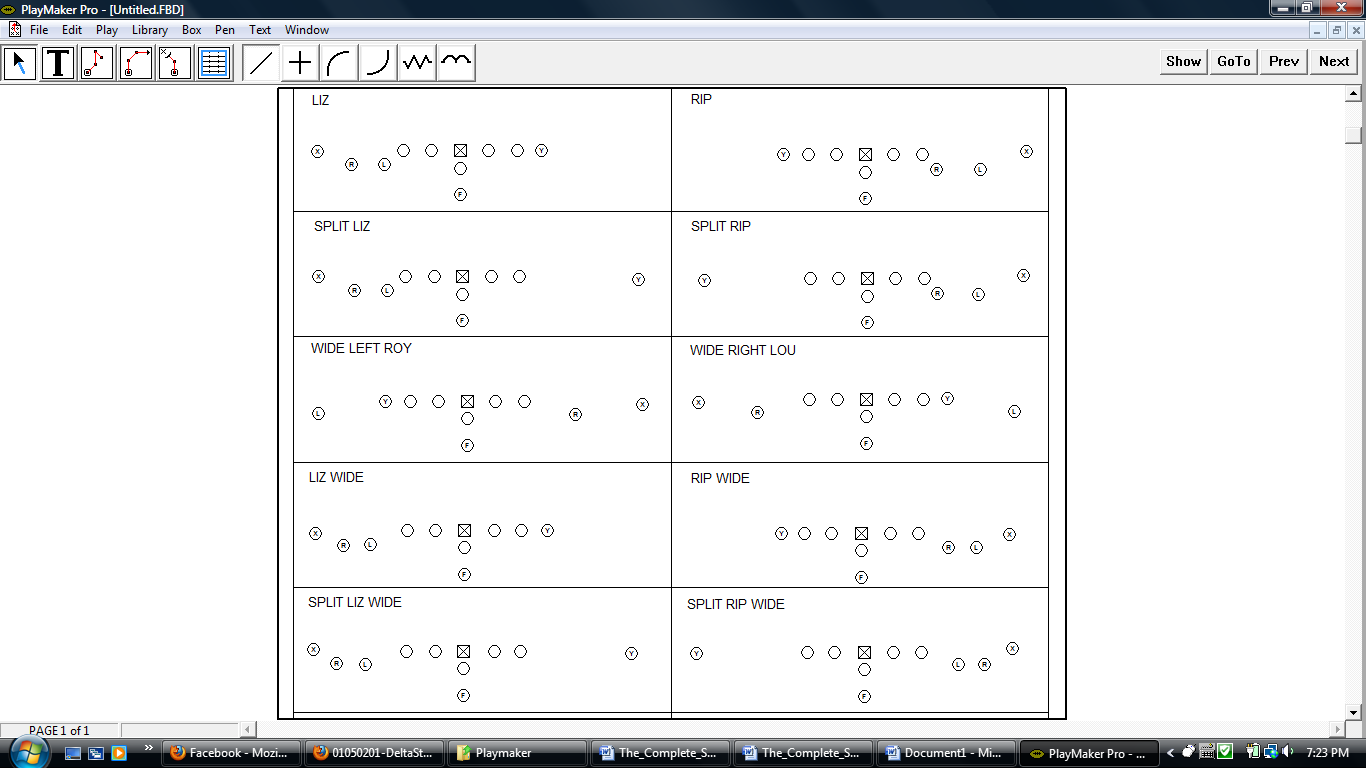 PlayMaker Pro - [Untitled.FBD]
File Edit Play Library Box Pen Text Window
T
Show GoTo Prev Next
LIZ
RIP
X R L Y F
Y R L X F
SPLIT LIZ
SPLIT RIP
X R L Y F
Y R L X F
WIDE LEFT ROY
WIDE RIGHT LOU
L Y R X F
X R Y L F
LIZ WIDE
RIP WIDE
X R L Y F
Y R L X F
SPLIT LIZ WIDE
SPLIT RIP WIDE
X R L Y F
Y L R X F
PAGE 1 of 1
Facebook - Mozi...
01050201-DeltaSt...
Playmaker
The_Complete_S...
The_Complete_S...
Document1 - Mi...
PlayMaker Pro - ...
7:23 PM